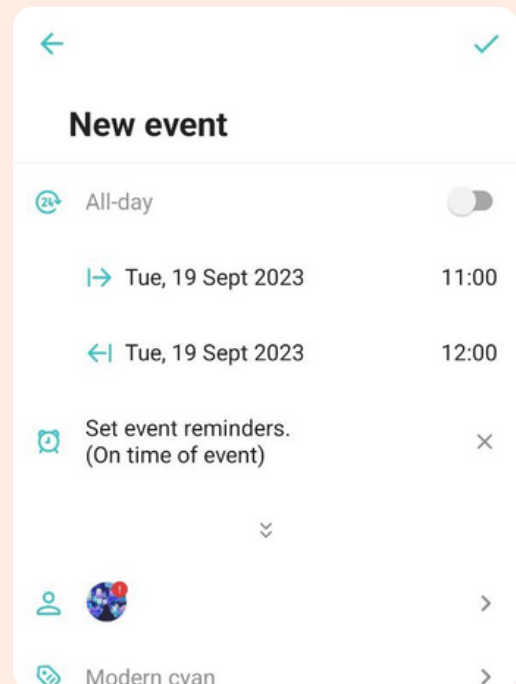 New event
24
All-day
Tue, 19 Sept 2023 11:00
Tue, 19 Sept 2023 12:00
Set event reminders.
(On time of event)
!
Modern cyan